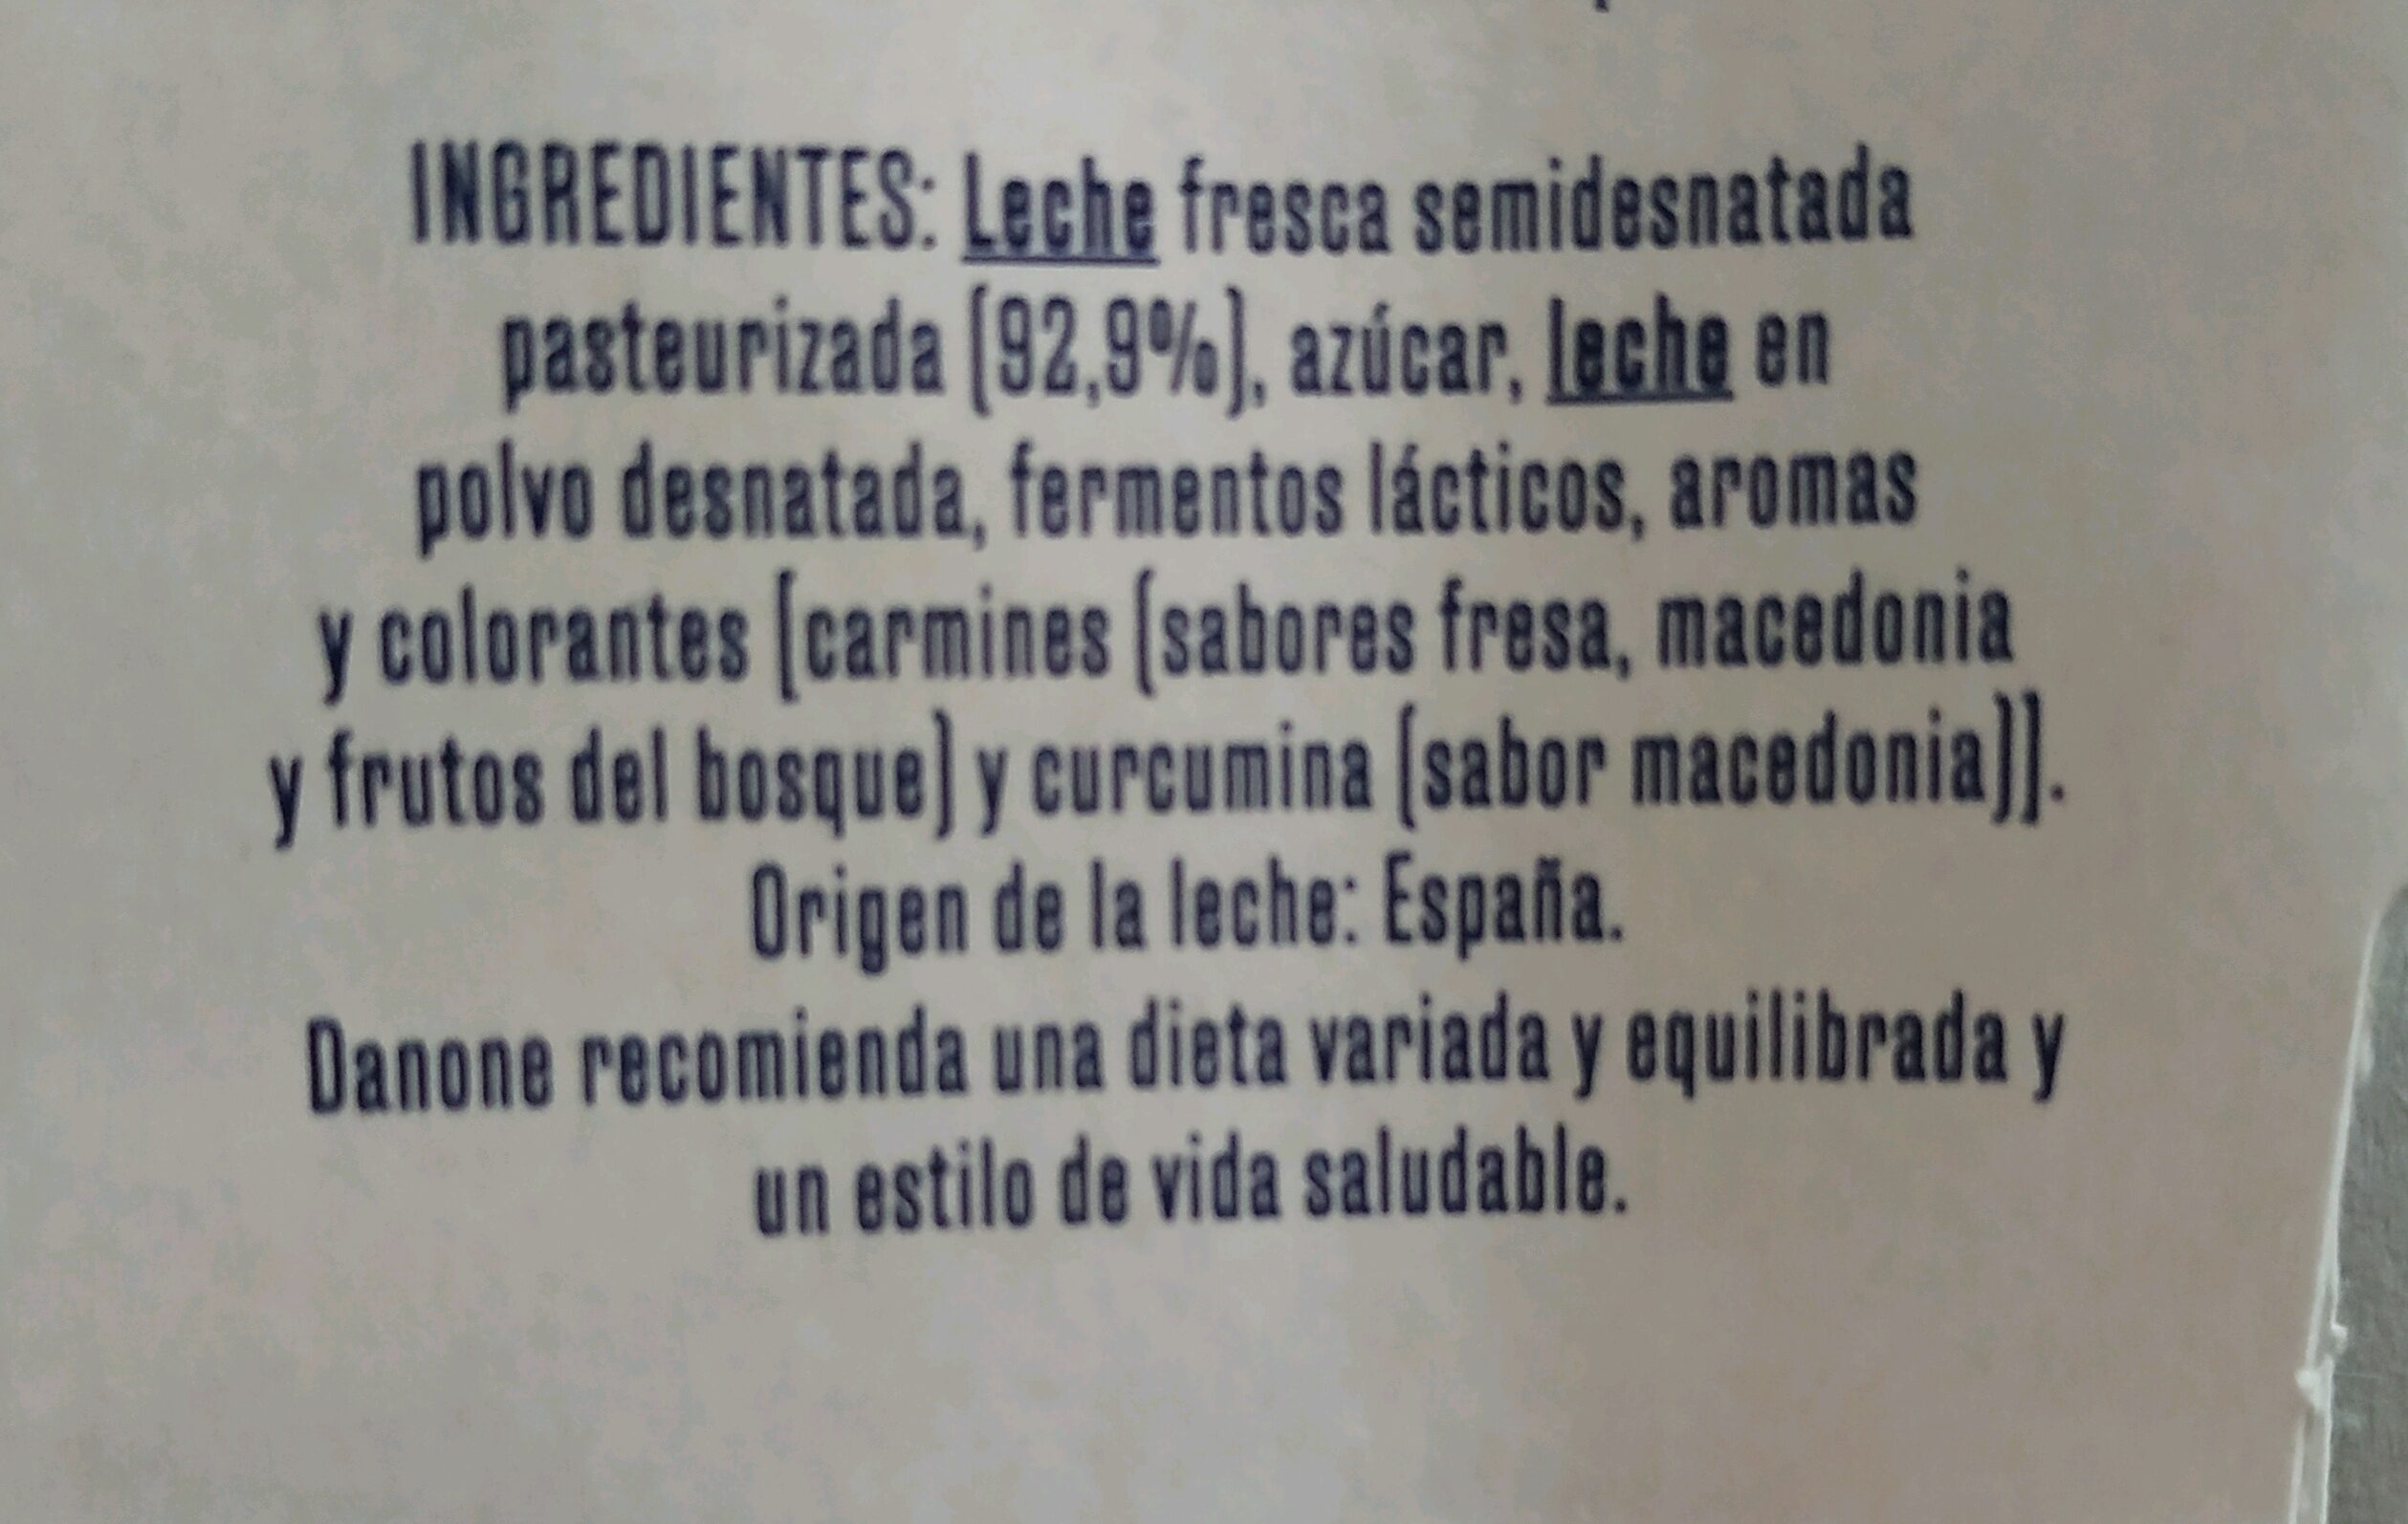 INGREDIENTES: Leche fresca semidesnatada
pasteurizada (92,9%), azúcar, leche en
polvo desnatada, fermentos lácticos, aromas
y colorantes [carmines (sabores fresa, macedonia
y frutos del bosque) y curcumina (sabor macedonia)].
Origen de la leche: España.
Danone recomienda una dieta variada y equilibrada y
un estilo de vida saludable.